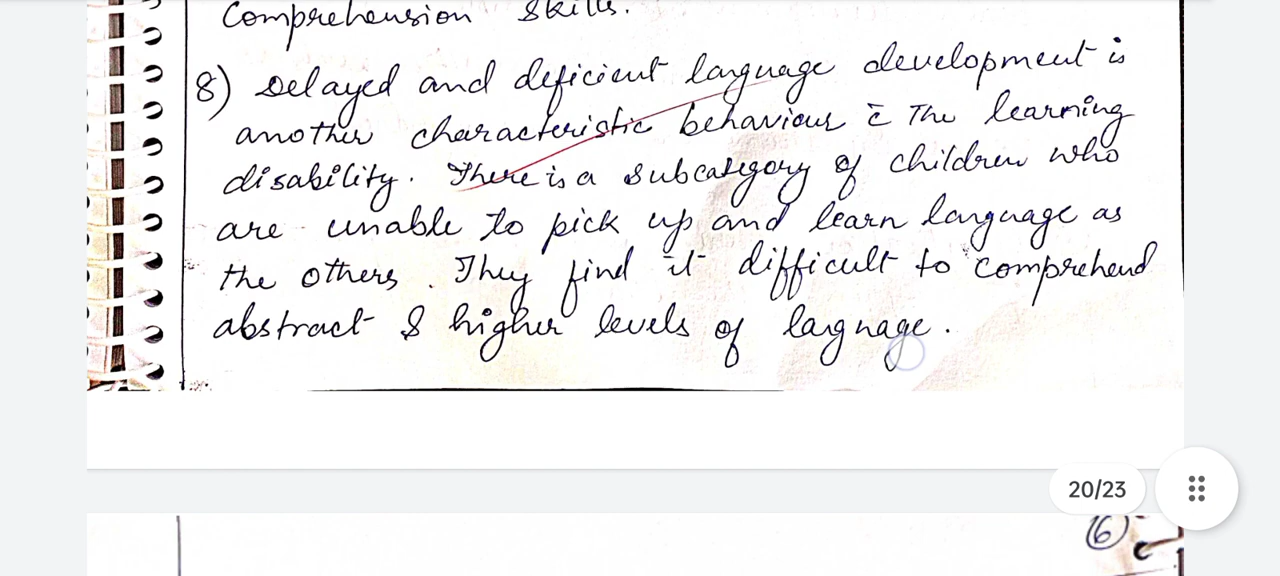 Comprehension skills.
8) Delayed and deficient language development is
another characteristic behaviour c̄ The learning
disability. There is a subcategory of children who
are unable to pick up and learn language as
the others. They find it difficult to comprehend
abstract & higher levels of lagnage.
20/23
6